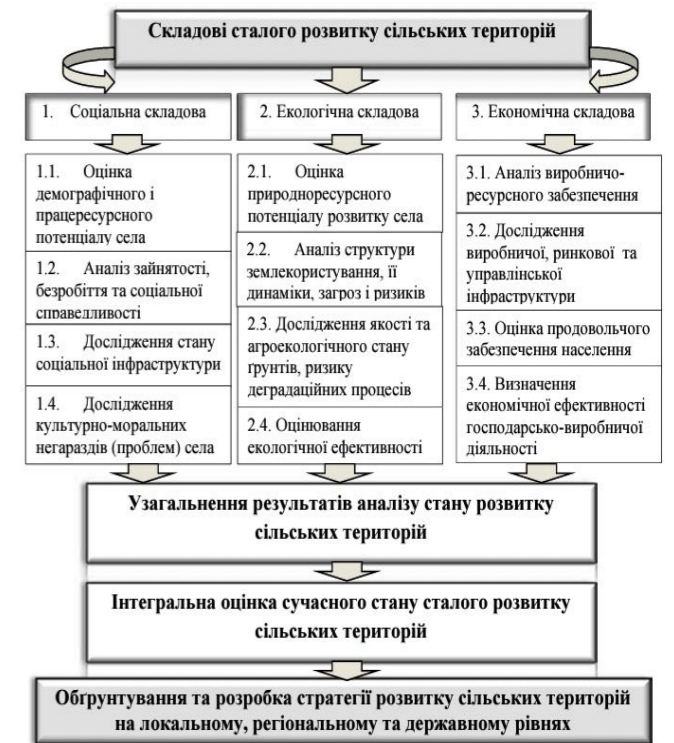 Складові сталого розвитку сільських територій
1. Соціальна складова
2. Екологічна складова
3. Економічна складова
1.1. Оцінка
демографічного і
працересурсного
потенціалу села
1.2. Аналіз зайнятості,
безробіття та соціальної
справедливості
1.3. Дослідження стану
соціальної інфраструктури
1.4. Дослідження
культурно-моральних
негараздів (проблем) села
2.1. Оцінка
природноресурсного
потенціалу розвитку села
2.2. Аналіз структури
землекористування, її
динаміки, загроз і ризиків
2.3. Дослідження якості та
агроекологічного стану
ґрунтів, ризику
деградаційних процесів
2.4. Оцінювання
екологічної ефективності
3.1. Аналіз виробничо-
ресурсного забезпечення
3.2. Дослідження
виробничої, ринкової та
управлінської
інфраструктури
3.3. Оцінка продовольчого
забезпечення населення
3.4. Визначення
економічної ефективності
господарсько-виробничої
діяльності
Узагальнення результатів аналізу стану розвитку
сільських територій
Інтегральна оцінка сучасного стану сталого розвитку
сільських територій
Обґрунтування та розробка стратегії розвитку сільських територій
на локальному, регіональному та державному рівнях